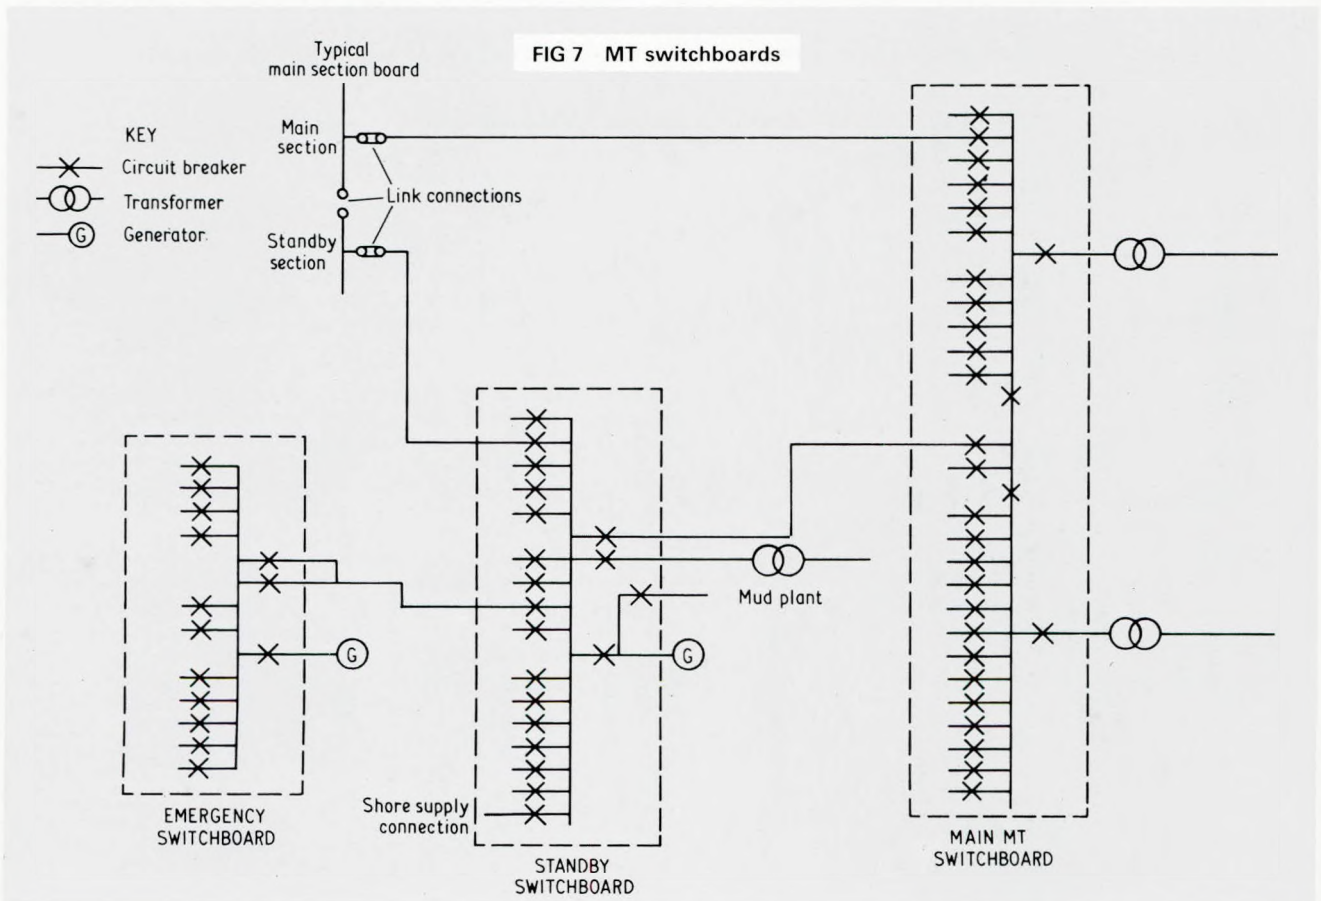 FIG 7 MT switchboards
Typical
main section board
KEY
Circuit breaker
Transformer
G
Generator.
Main
section
Link connections
Standby
section
Mud plant
G
G
Shore supply
connection
EMERGENCY
SWITCHBOARD
STANDBY
SWITCHBOARD
MAIN MT
SWITCHBOARD